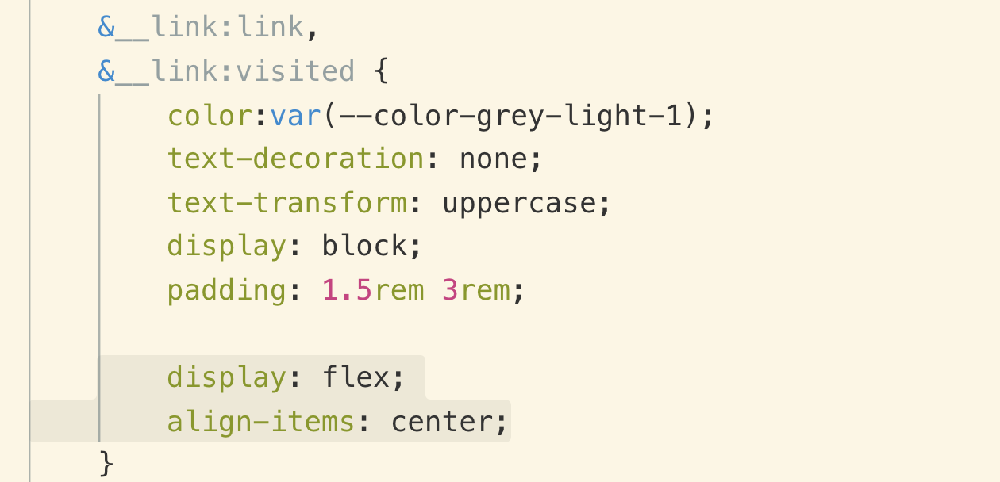 &__link:link,
&__link:visited {
color:var(--color-grey-light-1);
text-decoration: none;
text-transform: uppercase;
display: block;
padding: 1.5rem 3rem;
display: flex;
align-items: center;
}